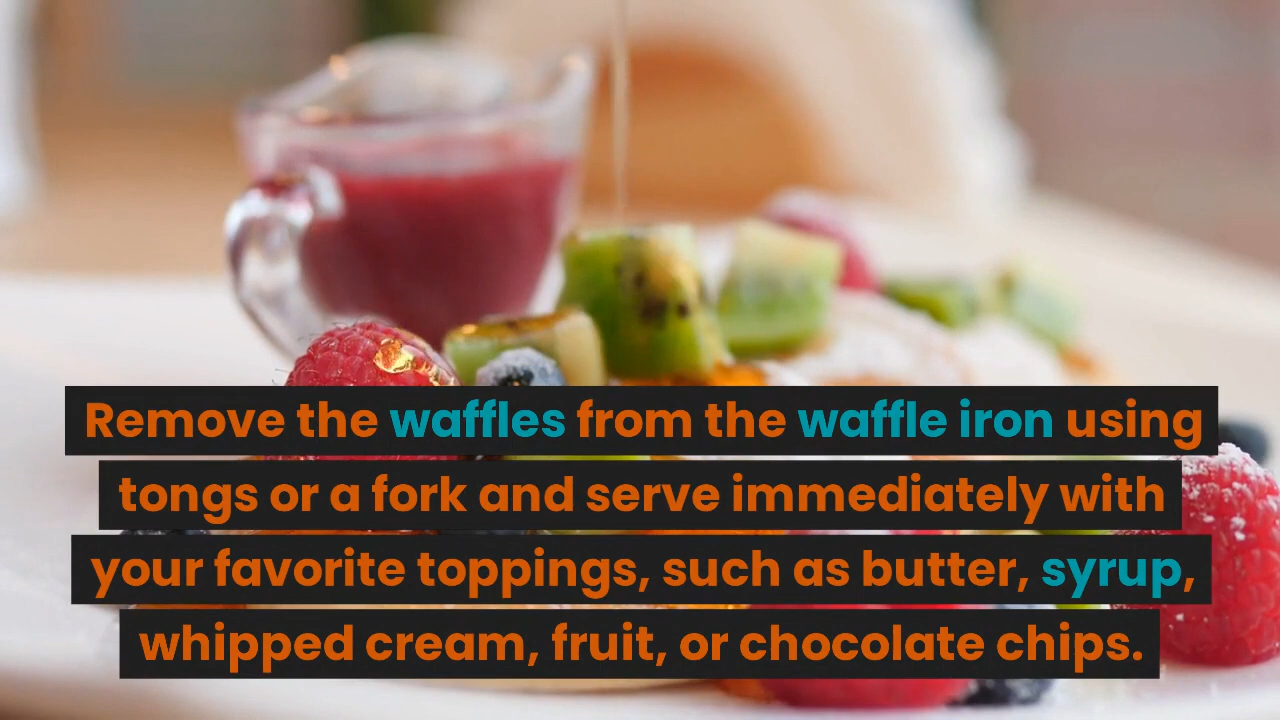 Remove the waffles from the waffle iron using
tongs or a fork and serve immediately with
your favorite toppings, such as butter, syrup,
whipped cream, fruit, or chocolate chips.